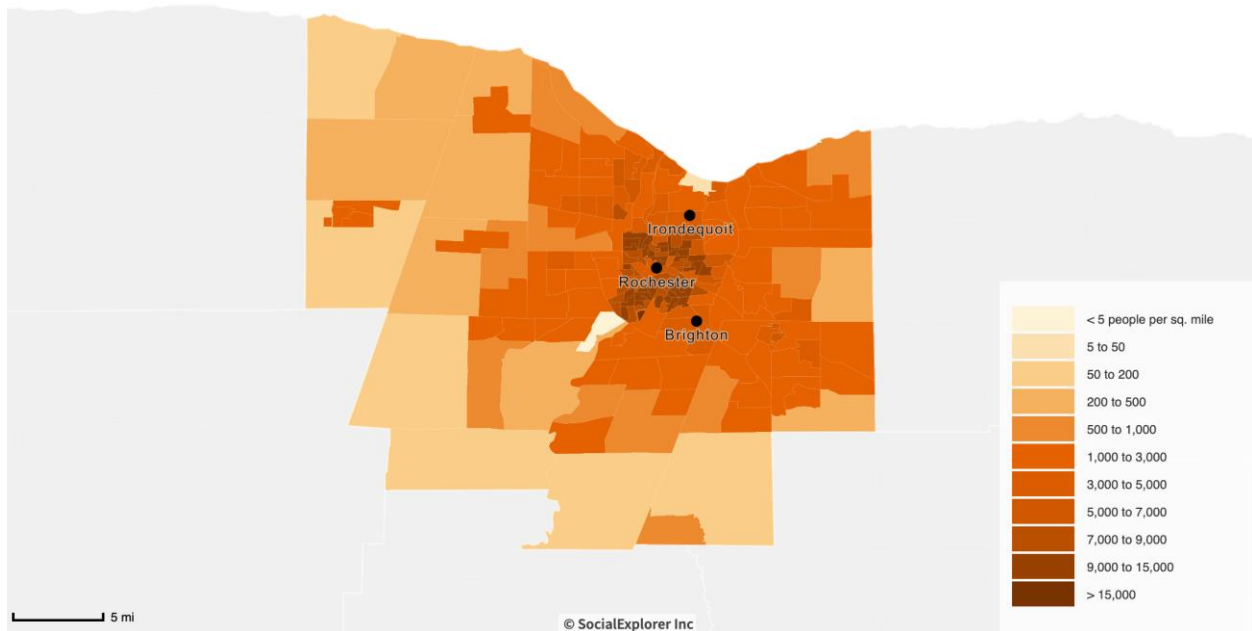 Irondequoit
Rochester
Brighton
< 5 people per sq. mile
5 to 50
50 to 200
200 to 500
500 to 1,000
1,000 to 3,000
3,000 to 5,000
5,000 to 7,000
7,000 to 9,000
9,000 to 15,000
> 15,000
5 mi
© SocialExplorer Inc